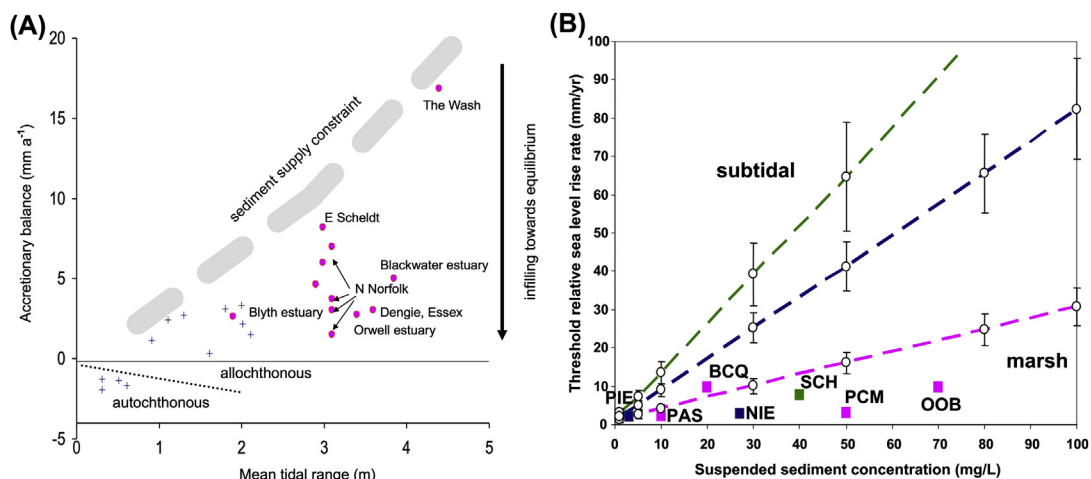 (A)
20
15
10
5
0
-5
Accretionary balance (mm a⁻¹)
sediment supply constraint
The Wash
E Scheldt
Blackwater estuary
N Norfolk
Blyth estuary
Dengie, Essex
Orwell estuary
allochthonous
autochthonous
infilling towards equilibrium
0 1 2 3 4 5
Mean tidal range (m)
(B)
100
90
80
70
60
50
40
30
20
10
0
Threshold relative sea level rise rate (mm/yr)
subtidal
marsh
PIE
BCQ
PAS
NIE
SCH
PCM
OOB
0 10 20 30 40 50 60 70 80 90 100
Suspended sediment concentration (mg/L)